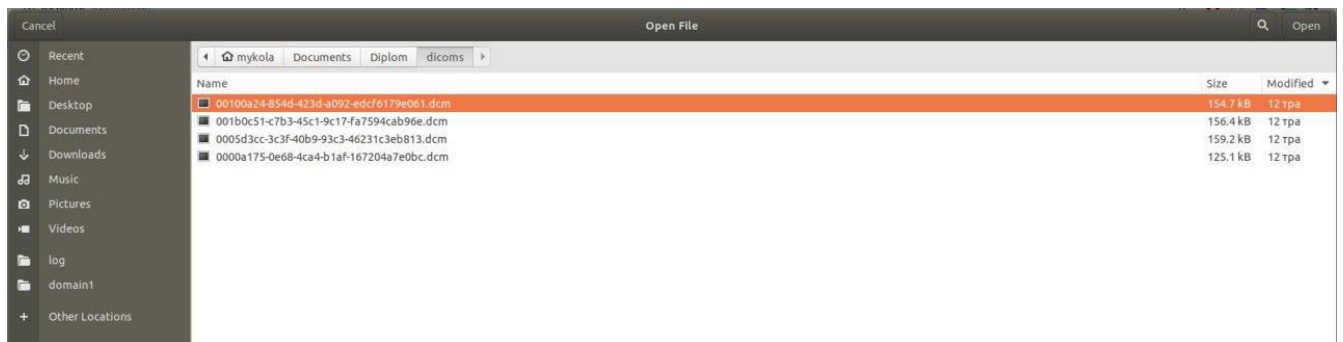 Cancel Open File Open
Recent
Home
Desktop
Documents
Downloads
Music
Pictures
Videos
log
domain1
Other Locations
mykola Documents Diplom dicoms
Name Size Modified
00100a24-854d-423d-a092-edcf6179e061.dcm 154.7 kB 12 тра
001b0c51-c7b3-45c1-9c17-fa7594cab96e.dcm 156.4 kB 12 тра
0005d3cc-3c3f-40b9-93c3-46231c3eb813.dcm 159.2 kB 12 тра
0000a175-0e68-4ca4-b1af-167204a7e0bc.dcm 125.1 kB 12 тра